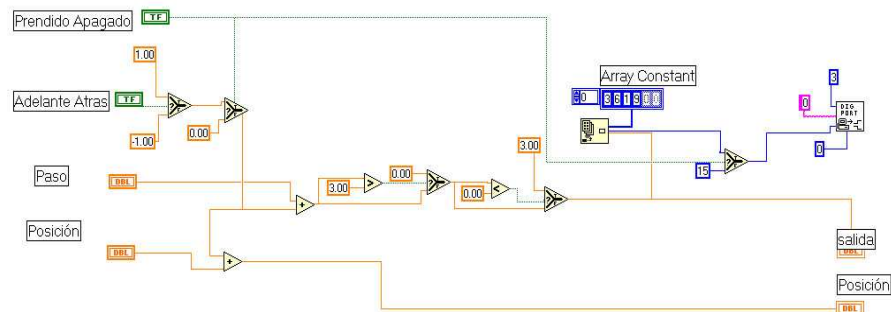 Prendido Apagado
TF
1.00
Adelante Atras
TF
-1.00
0.00
Array Constant
0
3 6 1 9 0 0
3
0
DIG
PORT
0
15
3.00
Paso
DBL
3.00
>
0.00
0.00
<
+
Posición
DBL
+
salida
DBL
Posición
DBL